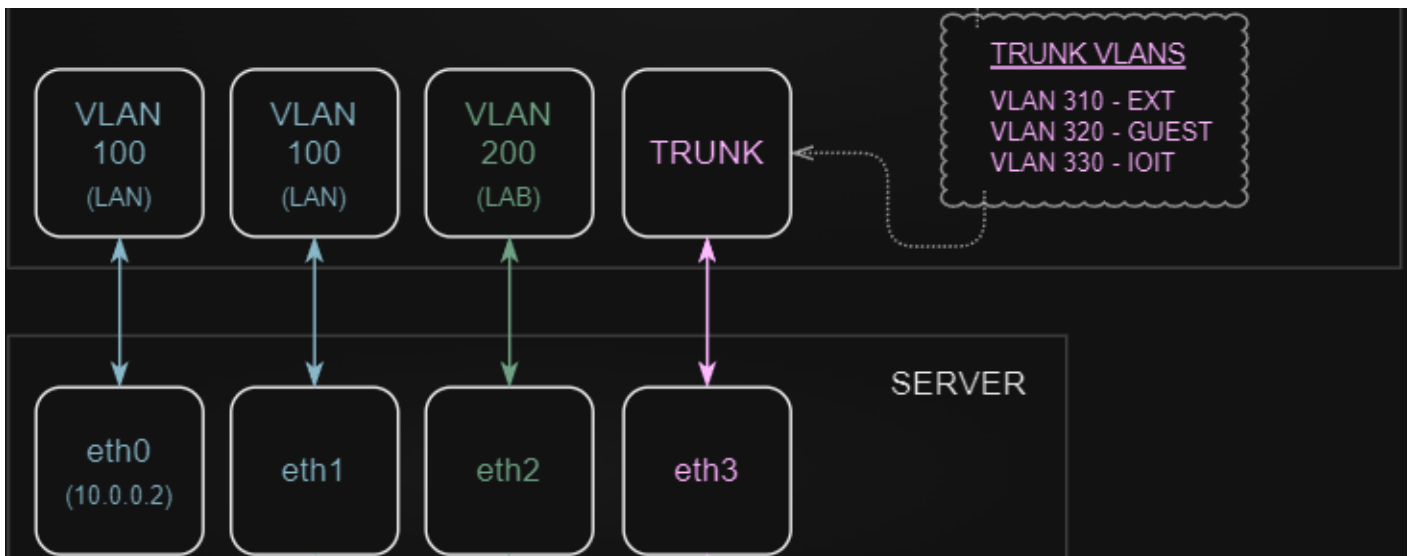 TRUNK VLANS
VLAN 310 - EXT
VLAN 320 - GUEST
VLAN 330 - IOIT
VLAN
100
(LAN)
VLAN
100
(LAN)
VLAN
200
(LAB)
TRUNK
SERVER
eth0
(10.0.0.2)
eth1
eth2
eth3